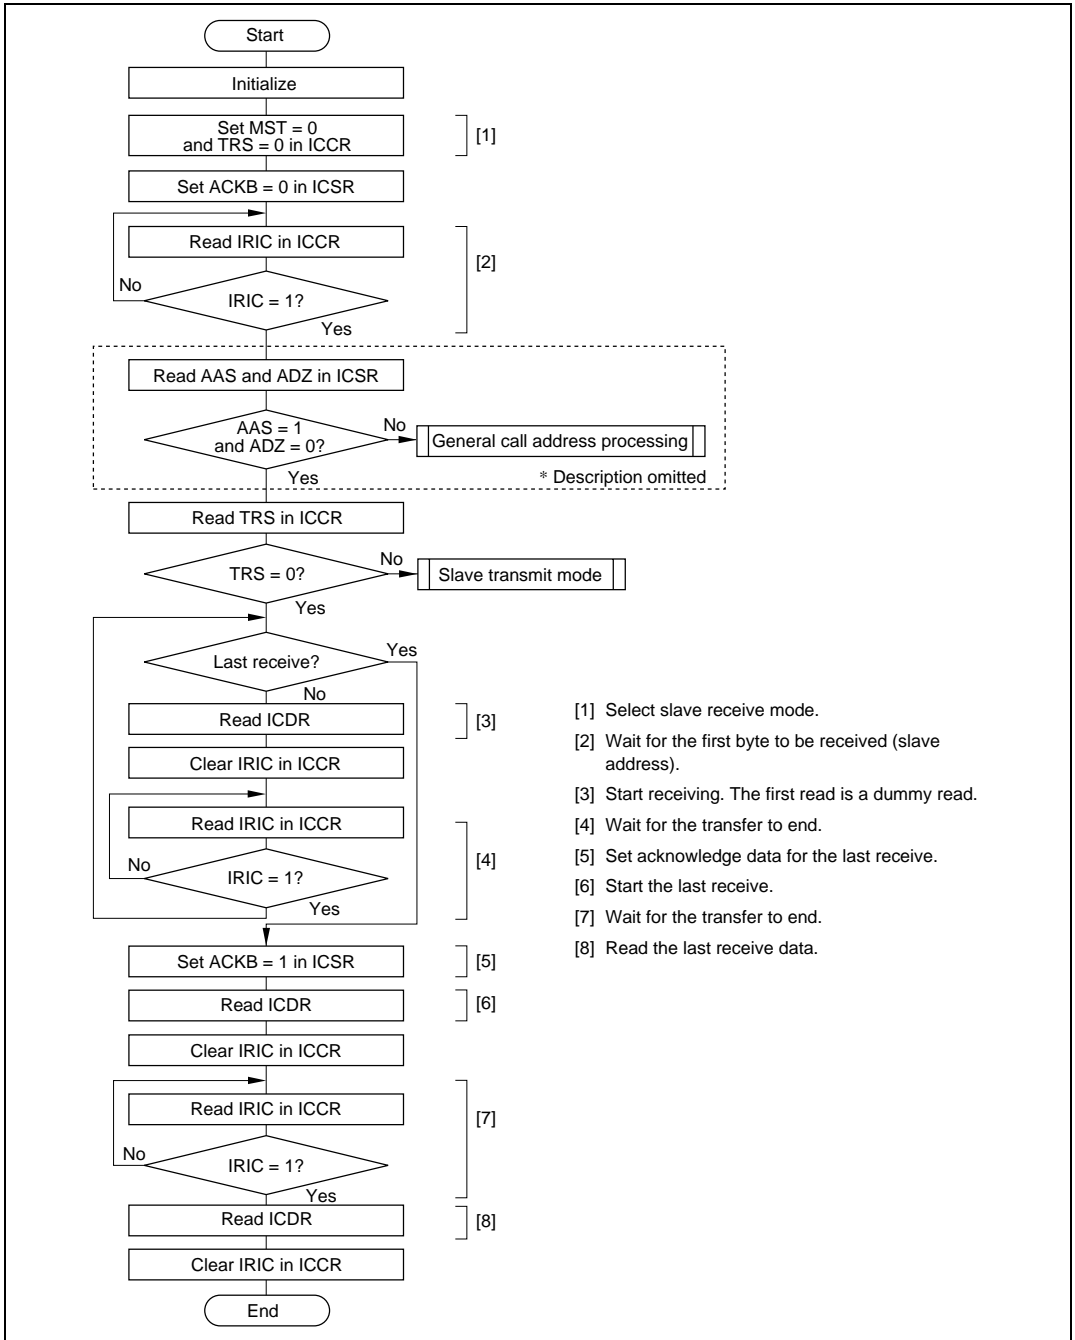 Start
Initialize
Set MST = 0
and TRS = 0 in ICCR
[1]
Set ACKB = 0 in ICSR
Read IRIC in ICCR
[2]
No
IRIC = 1?
Yes
Read AAS and ADZ in ICSR
AAS = 1
and ADZ = 0?
No
General call address processing
Yes
* Description omitted
Read TRS in ICCR
TRS = 0?
No
Slave transmit mode
Yes
Last receive?
Yes
No
Read ICDR
[3]
Clear IRIC in ICCR
Read IRIC in ICCR
[4]
No
IRIC = 1?
Yes
Set ACKB = 1 in ICSR
[5]
Read ICDR
[6]
Clear IRIC in ICCR
Read IRIC in ICCR
[7]
No
IRIC = 1?
Yes
Read ICDR
[8]
Clear IRIC in ICCR
End
[1] Select slave receive mode.
[2] Wait for the first byte to be received (slave
address).
[3] Start receiving. The first read is a dummy read.
[4] Wait for the transfer to end.
[5] Set acknowledge data for the last receive.
[6] Start the last receive.
[7] Wait for the transfer to end.
[8] Read the last receive data.